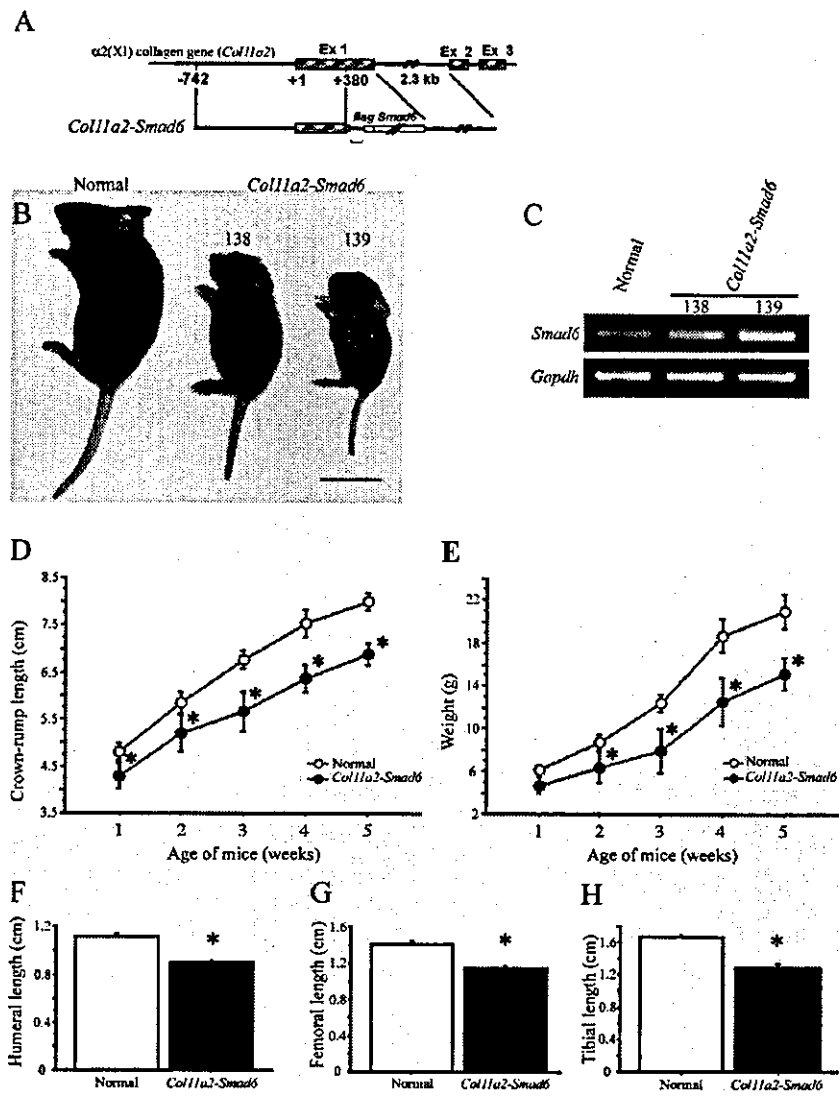 A
α2(XI) collagen gene (Col11a2)
Ex 1
Ex 2
Ex 3
-742
+1
+380
2.3 kb
flag Smad6
Col11a2-Smad6
B
Normal
Col11a2-Smad6
138
139
C
Normal
Col11a2-Smad6
138
139
Smad6
Gapdh
D
Crown-rump length (cm)
8.5
7.5
6.5
5.5
4.5
3.5
*
*
*
*
*
Normal
Col11a2-Smad6
1 2 3 4 5
Age of mice (weeks)
E
Weight (g)
22
18
14
10
6
2
*
*
*
*
Normal
Col11a2-Smad6
1 2 3 4 5
Age of mice (weeks)
F
Humeral length (cm)
1.2
0.8
0.4
0
*
Normal
Col11a2-Smad6
G
Femoral length (cm)
1.6
1.2
0.8
0.4
0
*
Normal
Col11a2-Smad6
H
Tibial length (cm)
1.6
1.2
0.8
0.4
0
*
Normal
Col11a2-Smad6